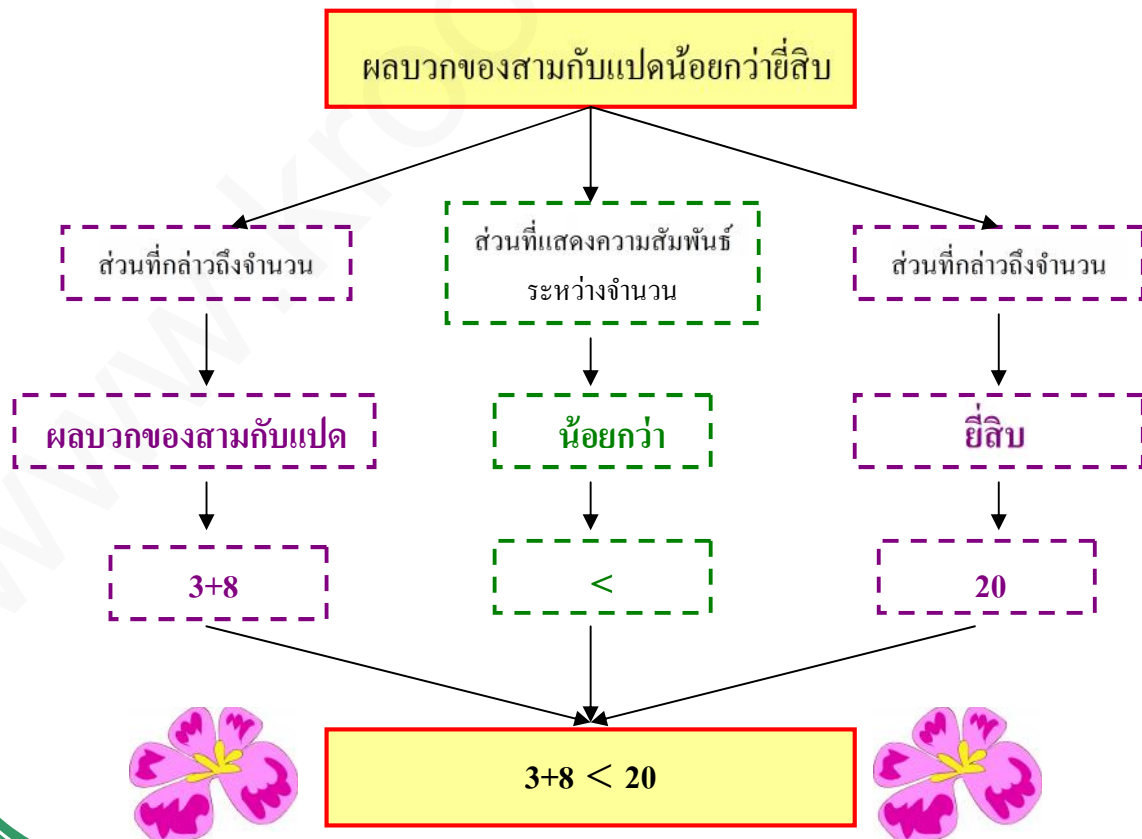 ผลบวกของสามกับแปดน้อยกว่ายี่สิบ
ส่วนที่กล่าวถึงจำนวน
ส่วนที่แสดงความสัมพันธ์
ระหว่างจำนวน
ส่วนที่กล่าวถึงจำนวน
ผลบวกของสามกับแปด
น้อยกว่า
ยี่สิบ
3+8
<
20
3+8 < 20